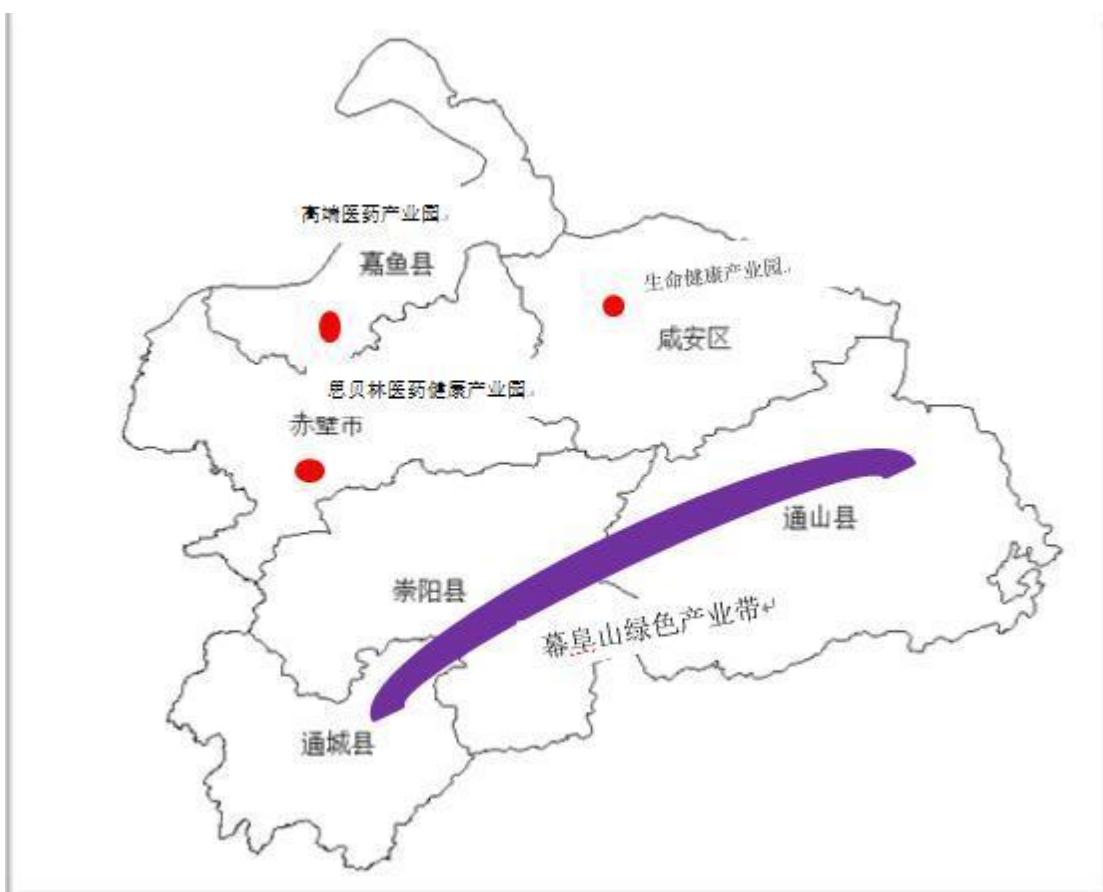 高端医药产业园
嘉鱼县
生命健康产业园
咸安区
思贝林医药健康产业园
赤壁市
通山县
崇阳县
幕阜山绿色产业带
通城县